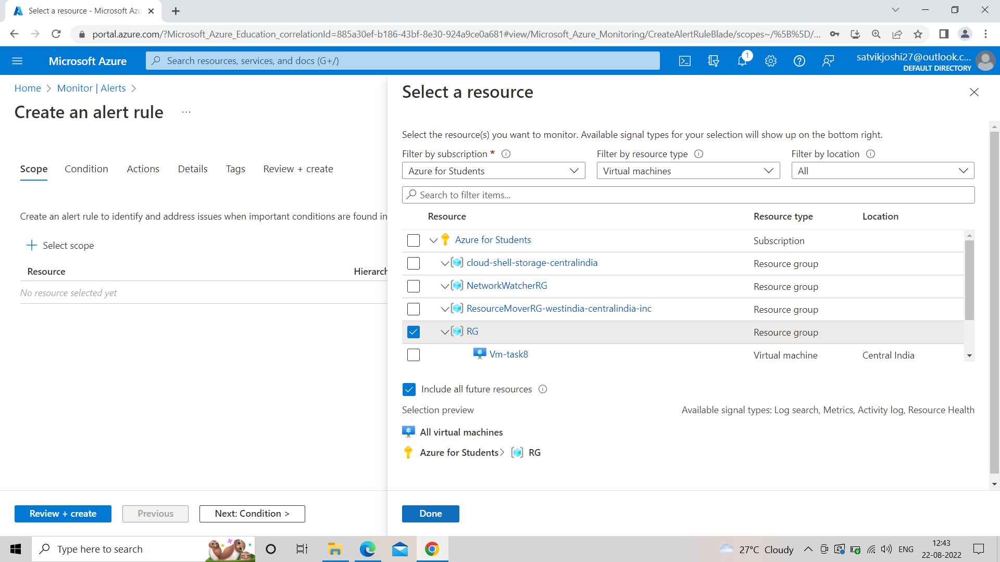 Select a resource - Microsoft Azu
portal.azure.com/?Microsoft_Azure_Education_correlationId=885a30ef-b186-43bf-8e30-924a9ce0a681#view/Microsoft_Azure_Monitoring/CreateAlertRuleBlade/scopes~/%5B%5D/...
Microsoft Azure
Search resources, services, and docs (G+/)
1
satvikjoshi27@outlook.c...
DEFAULT DIRECTORY
Home > Monitor | Alerts >
Create an alert rule ...
Scope Condition Actions Details Tags Review + create
Create an alert rule to identify and address issues when important conditions are found in
+ Select scope
Resource Hierarch
No resource selected yet
Review + create Previous Next: Condition >
Select a resource
Select the resource(s) you want to monitor. Available signal types for your selection will show up on the bottom right.
Filter by subscription * Filter by resource type Filter by location
Azure for Students Virtual machines All
Search to filter items...
Resource Resource type Location
Azure for Students Subscription
cloud-shell-storage-centralindia Resource group
NetworkWatcherRG Resource group
ResourceMoverRG-westindia-centralindia-inc Resource group
RG Resource group
Vm-task8 Virtual machine Central India
Include all future resources
Selection preview Available signal types: Log search, Metrics, Activity log, Resource Health
All virtual machines
Azure for Students > RG
Done
Type here to search
27°C Cloudy
ENG
12:43
22-08-2022